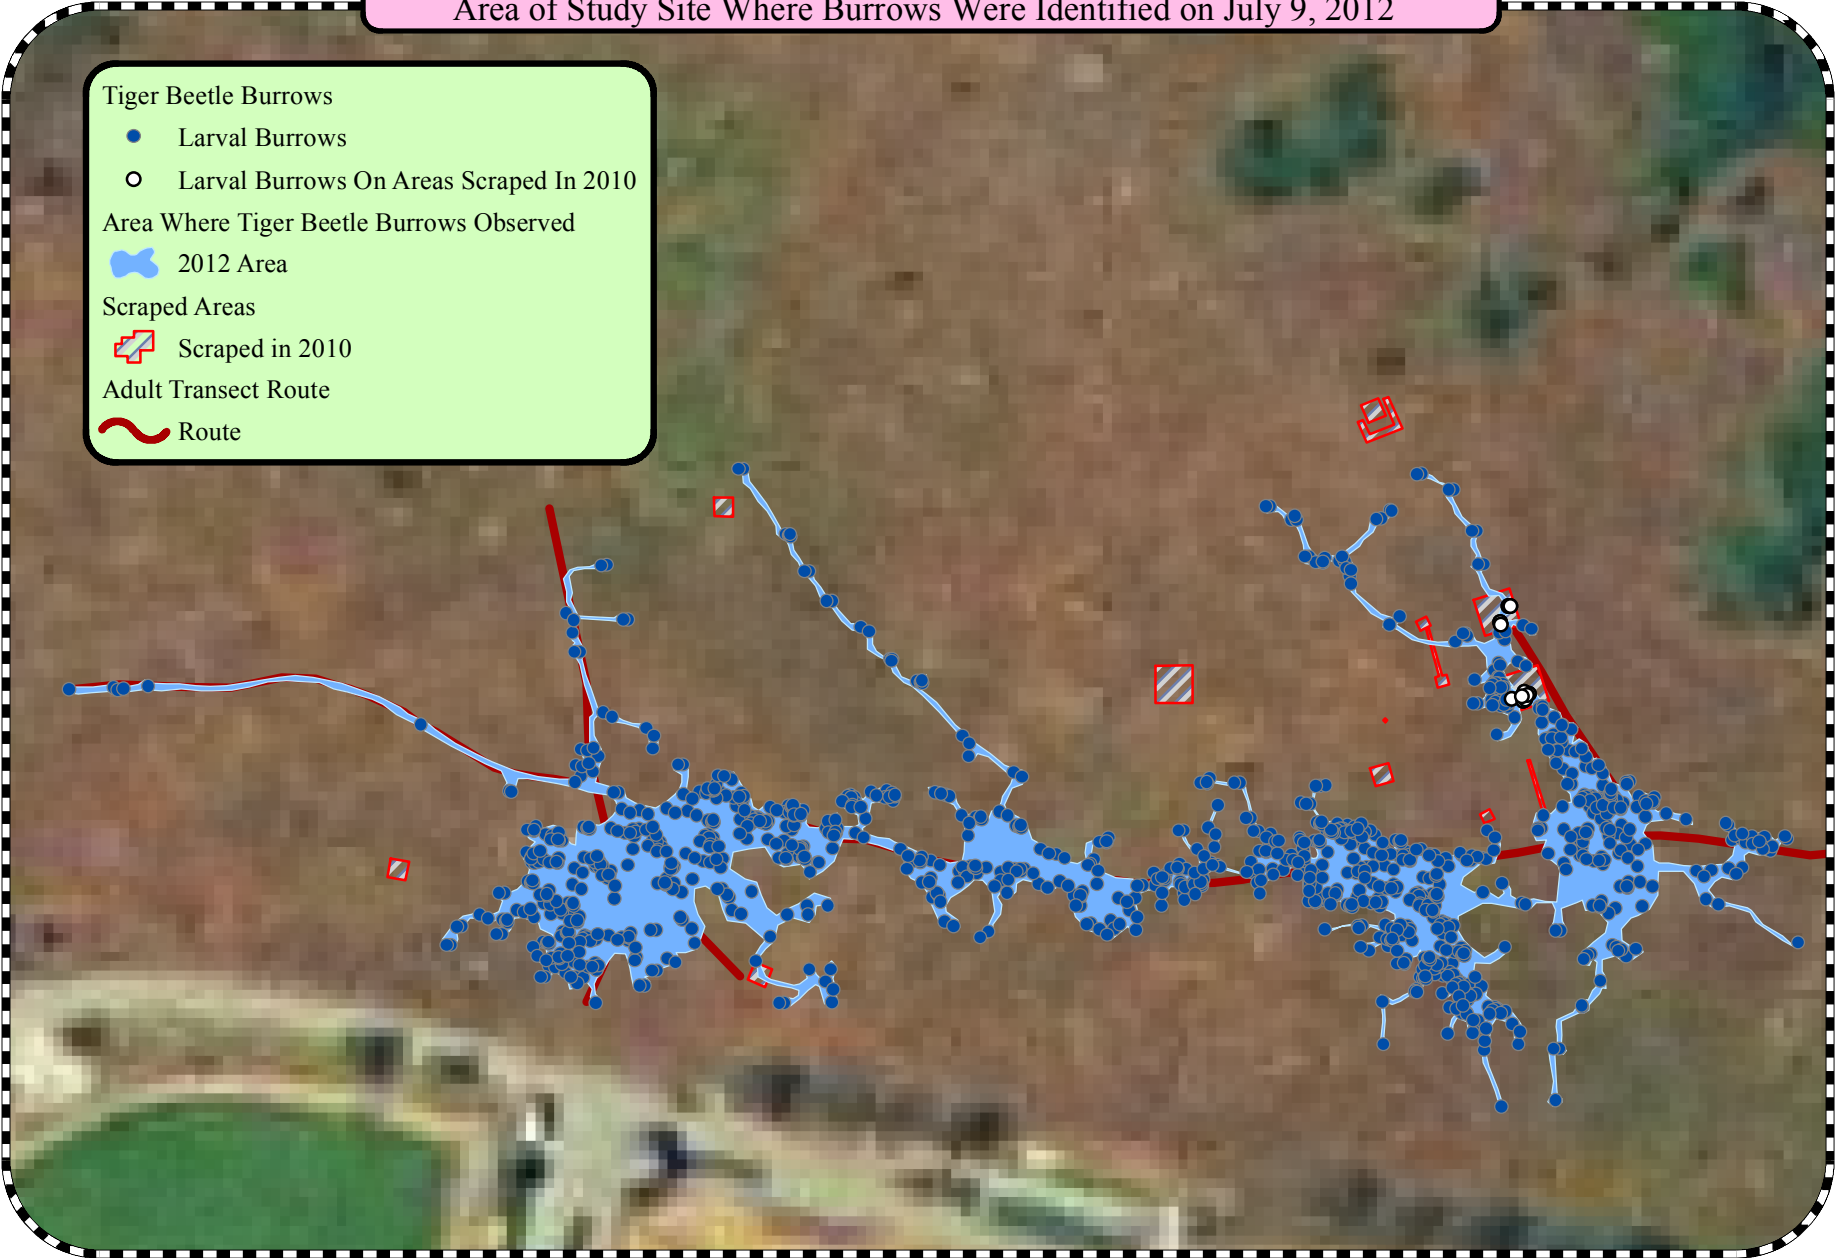 Area of Study Site Where Burrows Were Identified on July 9, 2012
Tiger Beetle Burrows
Larval Burrows
Larval Burrows On Areas Scraped In 2010
Area Where Tiger Beetle Burrows Observed
2012 Area
Scraped Areas
Scraped in 2010
Adult Transect Route
Route